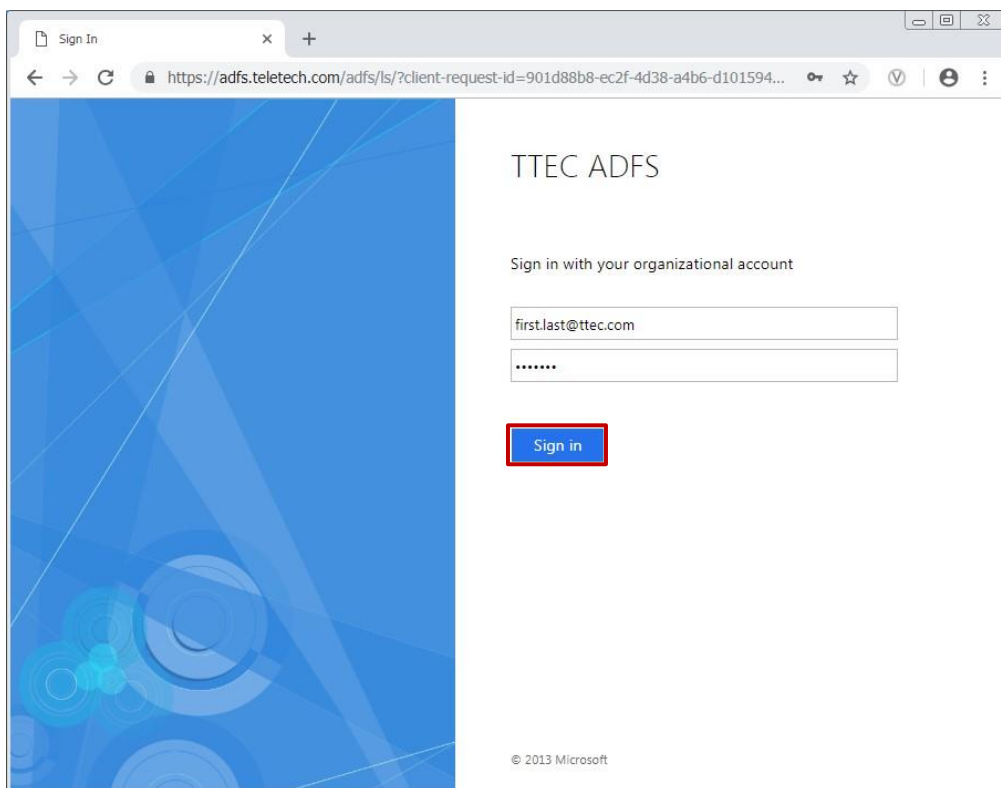 Sign In
https://adfs.teletech.com/adfs/ls/?client-request-id=901d88b8-ec2f-4d38-a4b6-d101594...
TTEC ADFS
Sign in with your organizational account
first.last@ttec.com
•••••••
Sign in
© 2013 Microsoft